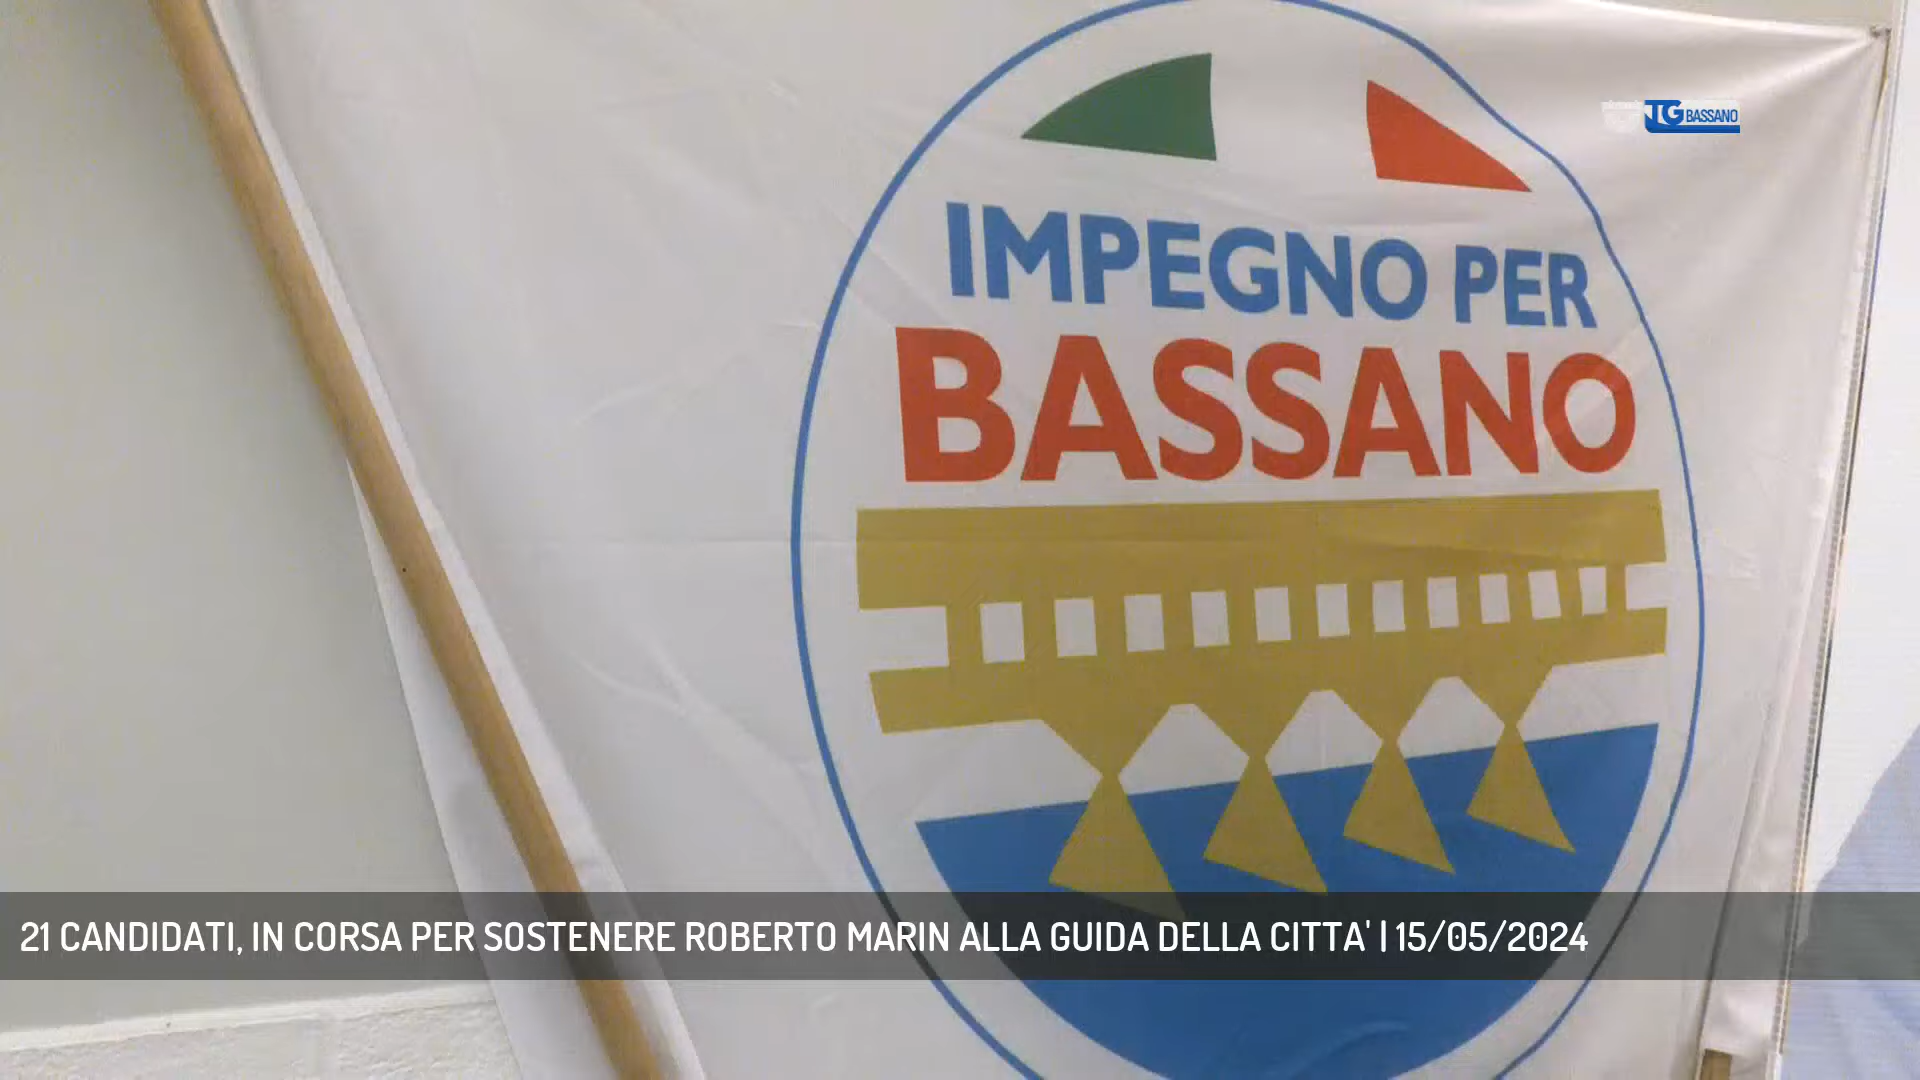 TG BASSANO
IMPEGNO PER
BASSANO
21 CANDIDATI, IN CORSA PER SOSTENERE ROBERTO MARIN ALLA GUIDA DELLA CITTA' | 15/05/2024